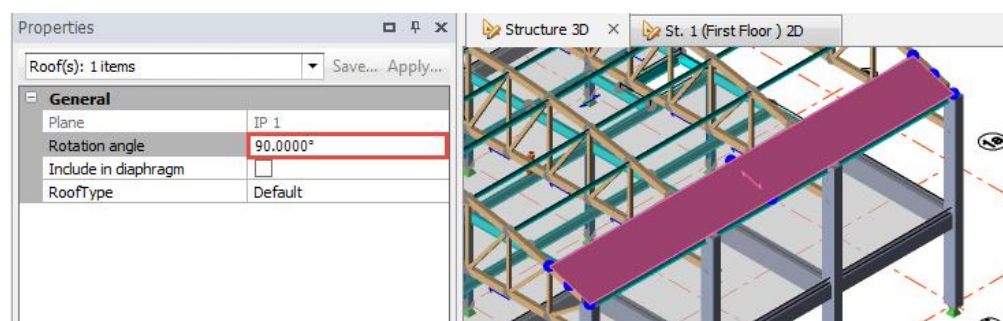 Properties
Roof(s): 1 items Save... Apply...
General
Plane IP 1
Rotation angle 90.0000°
Include in diaphragm
RoofType Default
Structure 3D St. 1 (First Floor ) 2D